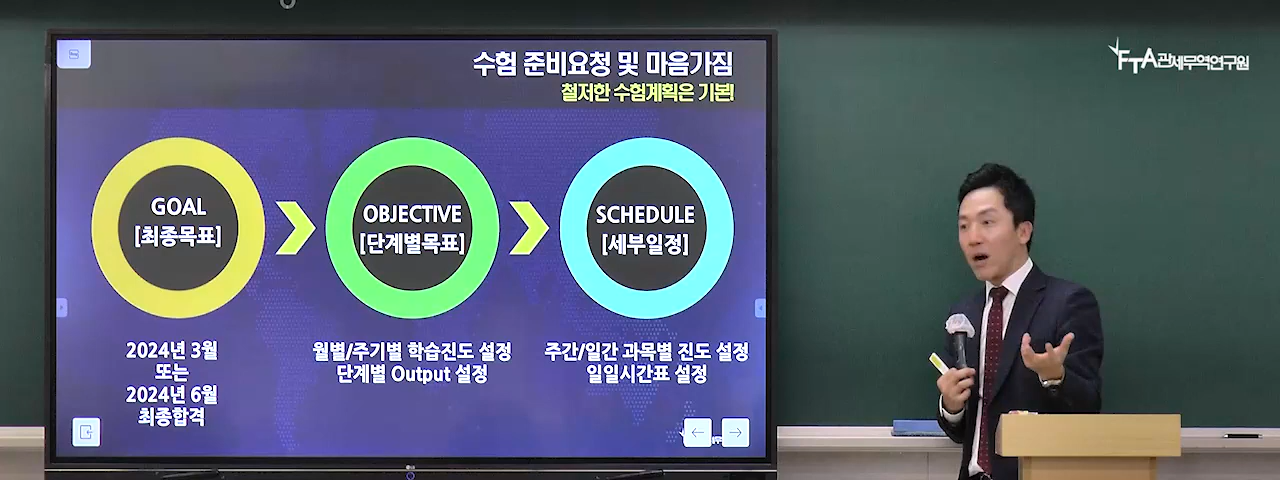 수험 준비요청 및 마음가짐
철저한 수험계획은 기본!
FTA관세무역연구원
GOAL
[최종목표]
OBJECTIVE
[단계별목표]
SCHEDULE
[세부일정]
2024년 3월
또는
2024년 6월
최종합격
월별/주기별 학습진도 설정
단계별 Output 설정
주간/일간 과목별 진도 설정
일일시간표 설정
LG